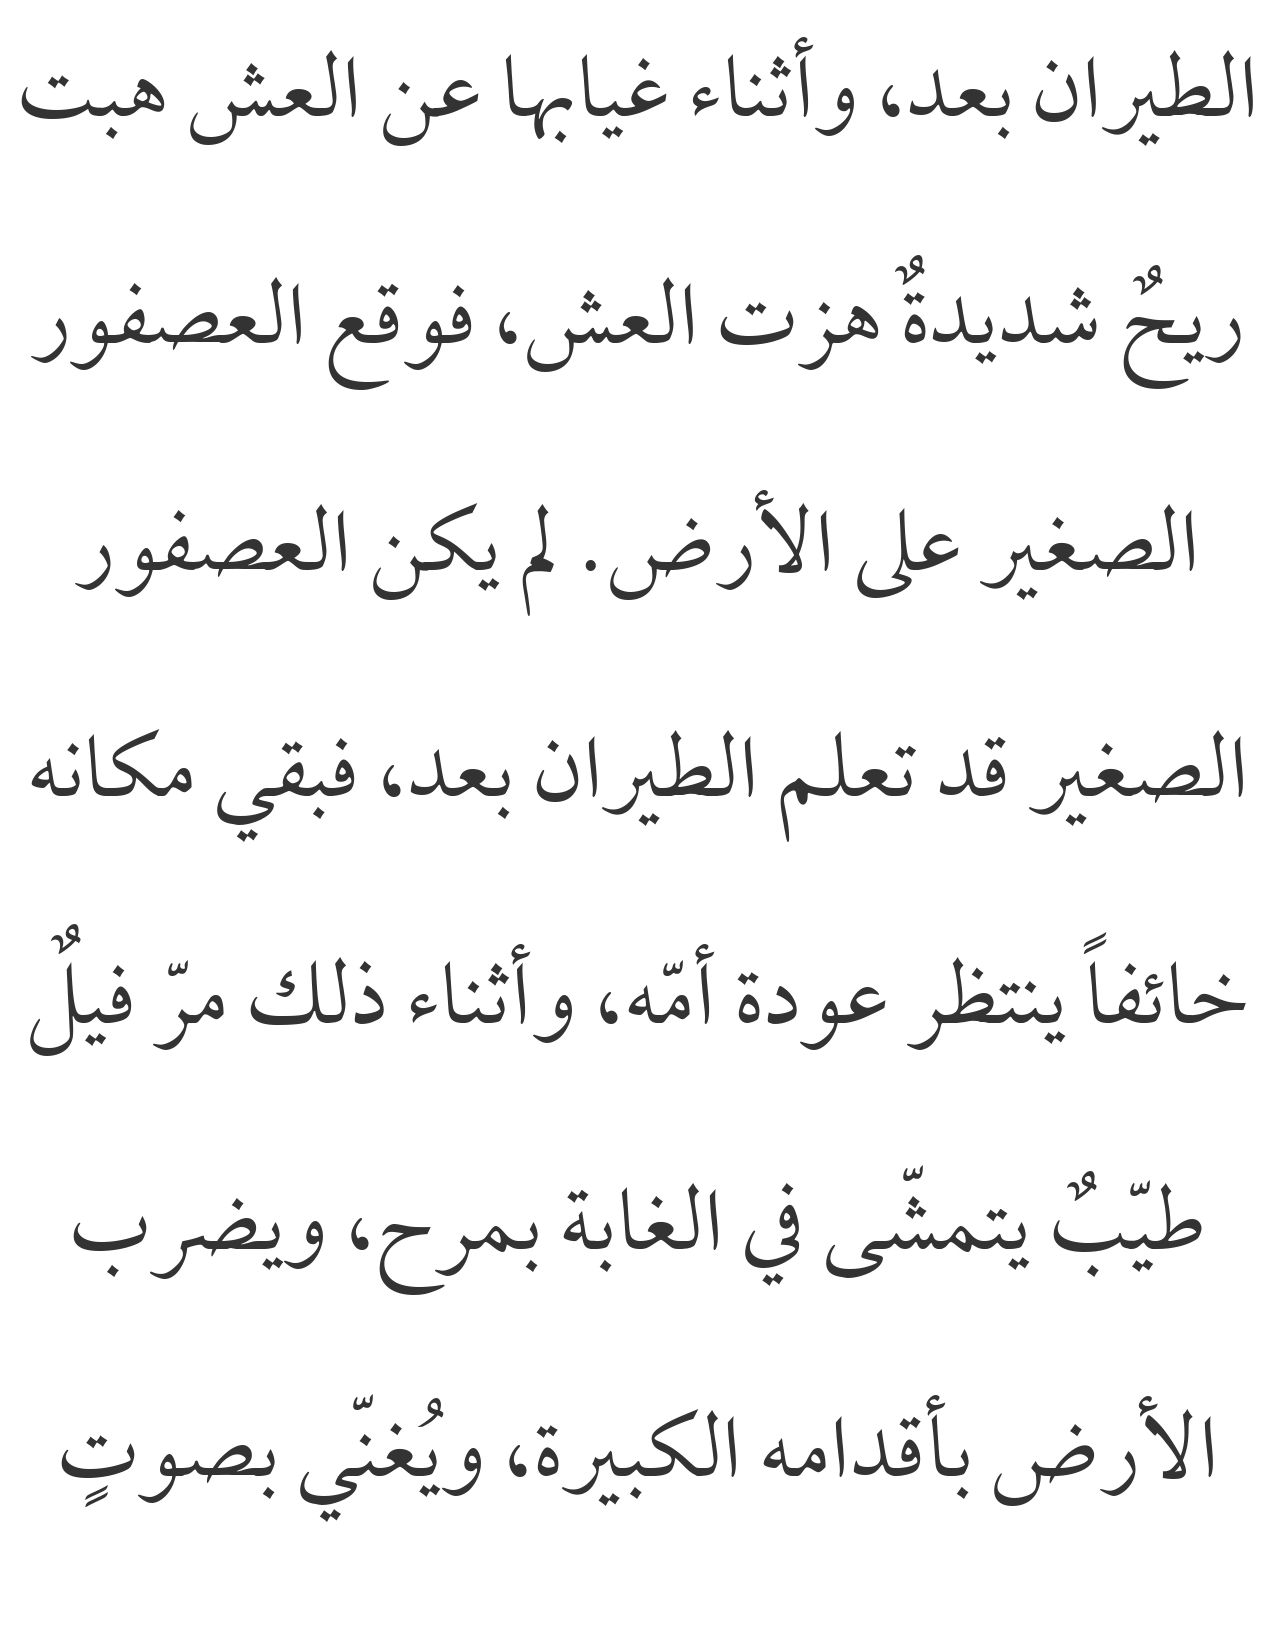 الطيران بعد، وأثناء غيابها عن العش هبت
ريحٌ شديدةٌ هزت العش، فوقع العصفور
الصغير على الأرض. لم يكن العصفور
الصغير قد تعلم الطيران بعد، فبقي مكانه
خائفاً ينتظر عودة أمّه، وأثناء ذلك مرّ فيلٌ
طيّبٌ يتمشّى في الغابة بمرح، ويضرب
الأرض بأقدامه الكبيرة، ويُغنّي بصوتٍ